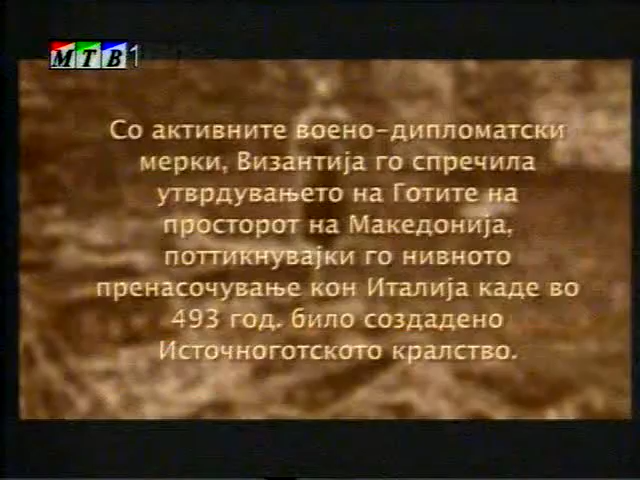 МТВ1
Со активните воено-дипломатски
мерки, Византија го спречила
утврдувањето на Готите на
просторот на Македонија,
поттикнувајки го нивното
пренасочување кон Италија каде во
493 год. било создадено
Источноготското кралство.